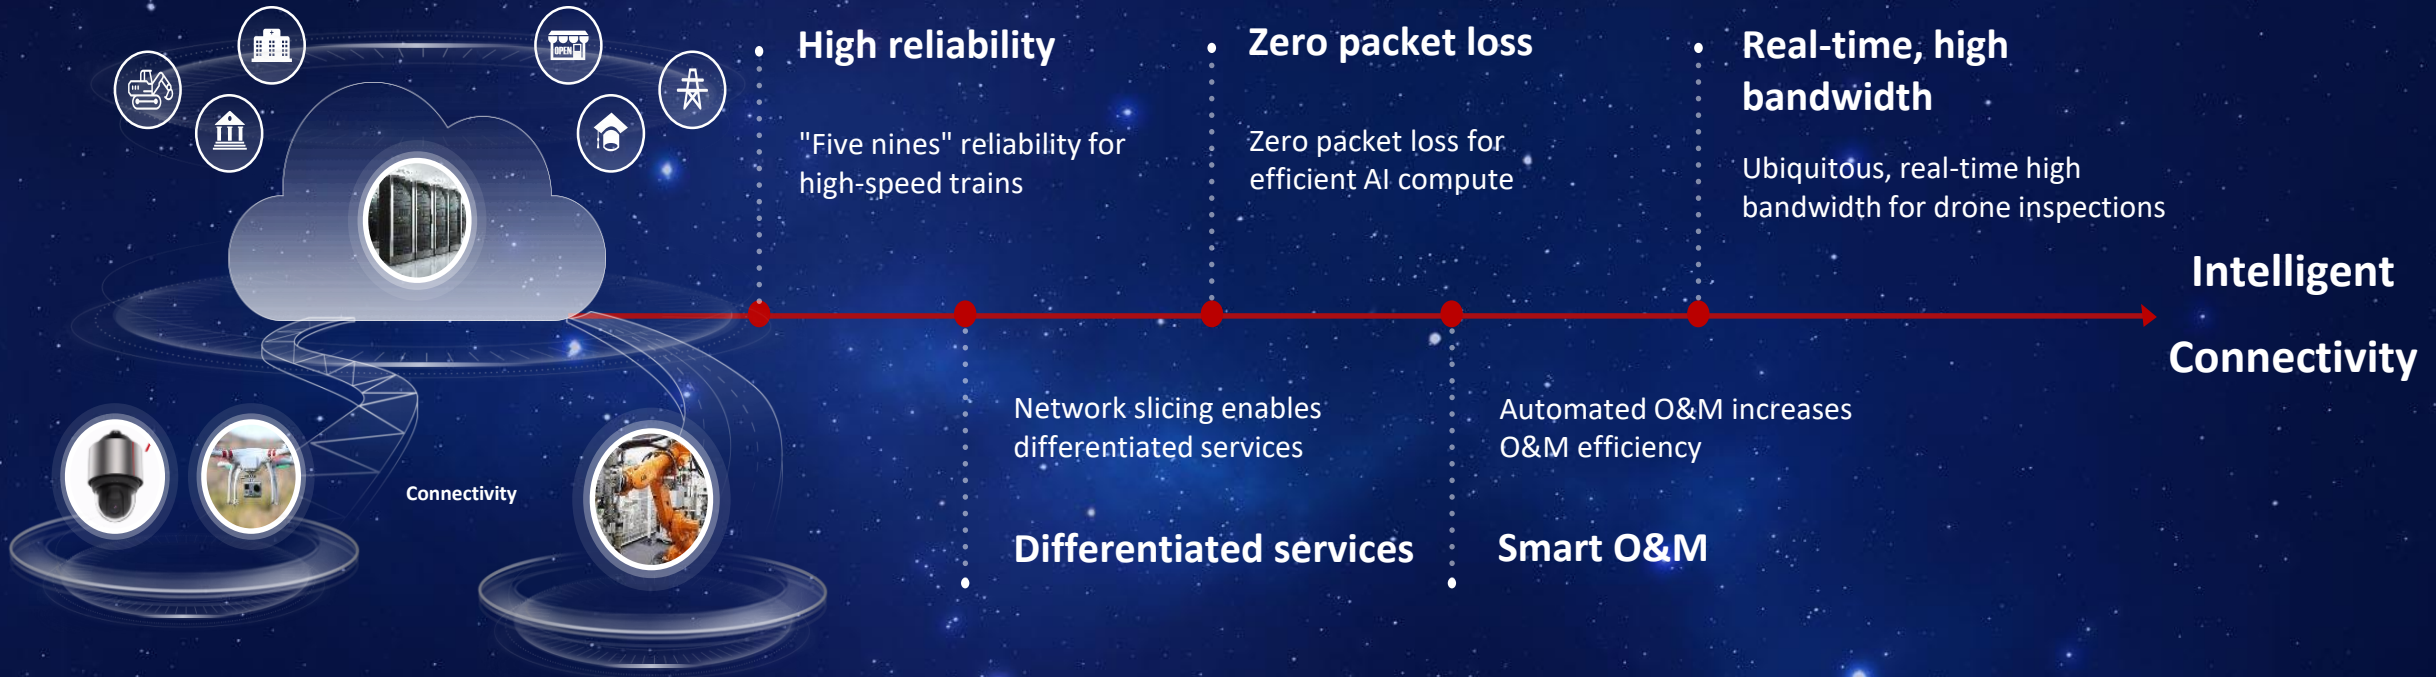 OPEN
High reliability
"Five nines" reliability for
high-speed trains
Zero packet loss
Zero packet loss for
efficient AI compute
Real-time, high
bandwidth
Ubiquitous, real-time high
bandwidth for drone inspections
Intelligent
Connectivity
Network slicing enables
differentiated services
Differentiated services
Automated O&M increases
O&M efficiency
Smart O&M
Connectivity